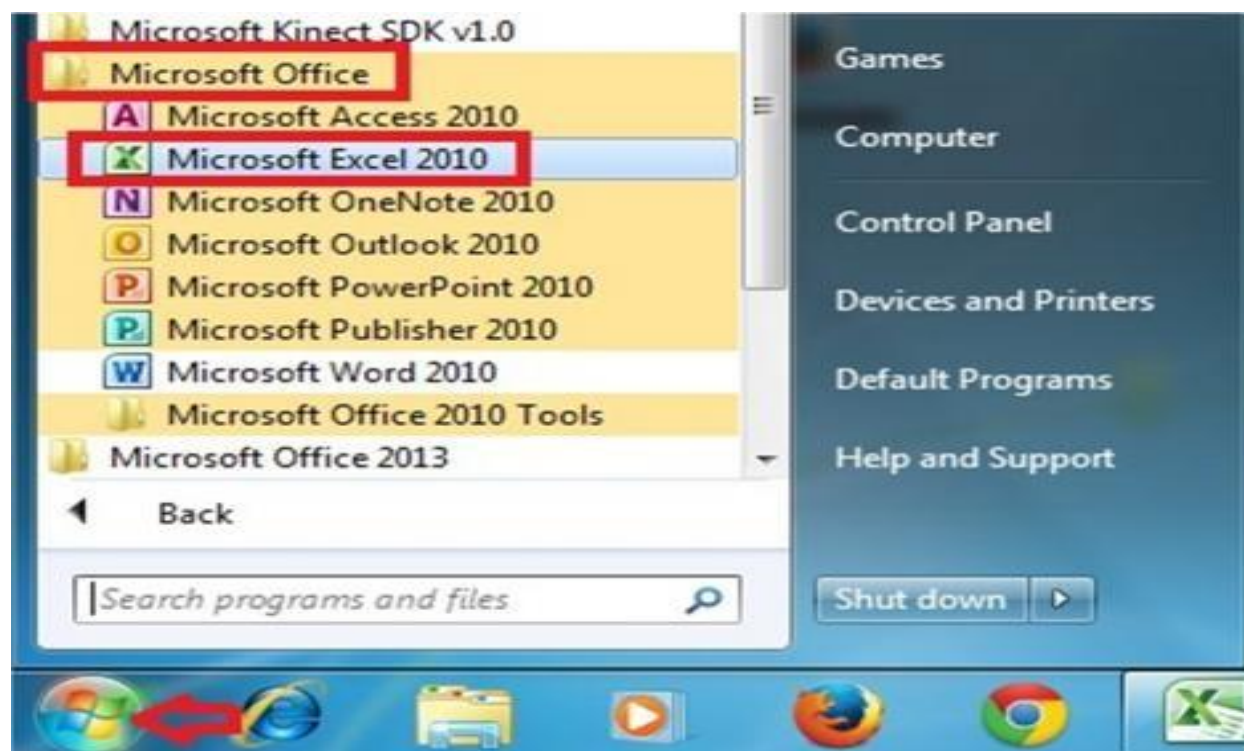 Microsoft Kinect SDK v1.0
Microsoft Office
Microsoft Access 2010
Microsoft Excel 2010
Microsoft OneNote 2010
Microsoft Outlook 2010
Microsoft PowerPoint 2010
Microsoft Publisher 2010
Microsoft Word 2010
Microsoft Office 2010 Tools
Microsoft Office 2013
Back
Search programs and files
Games
Computer
Control Panel
Devices and Printers
Default Programs
Help and Support
Shut down